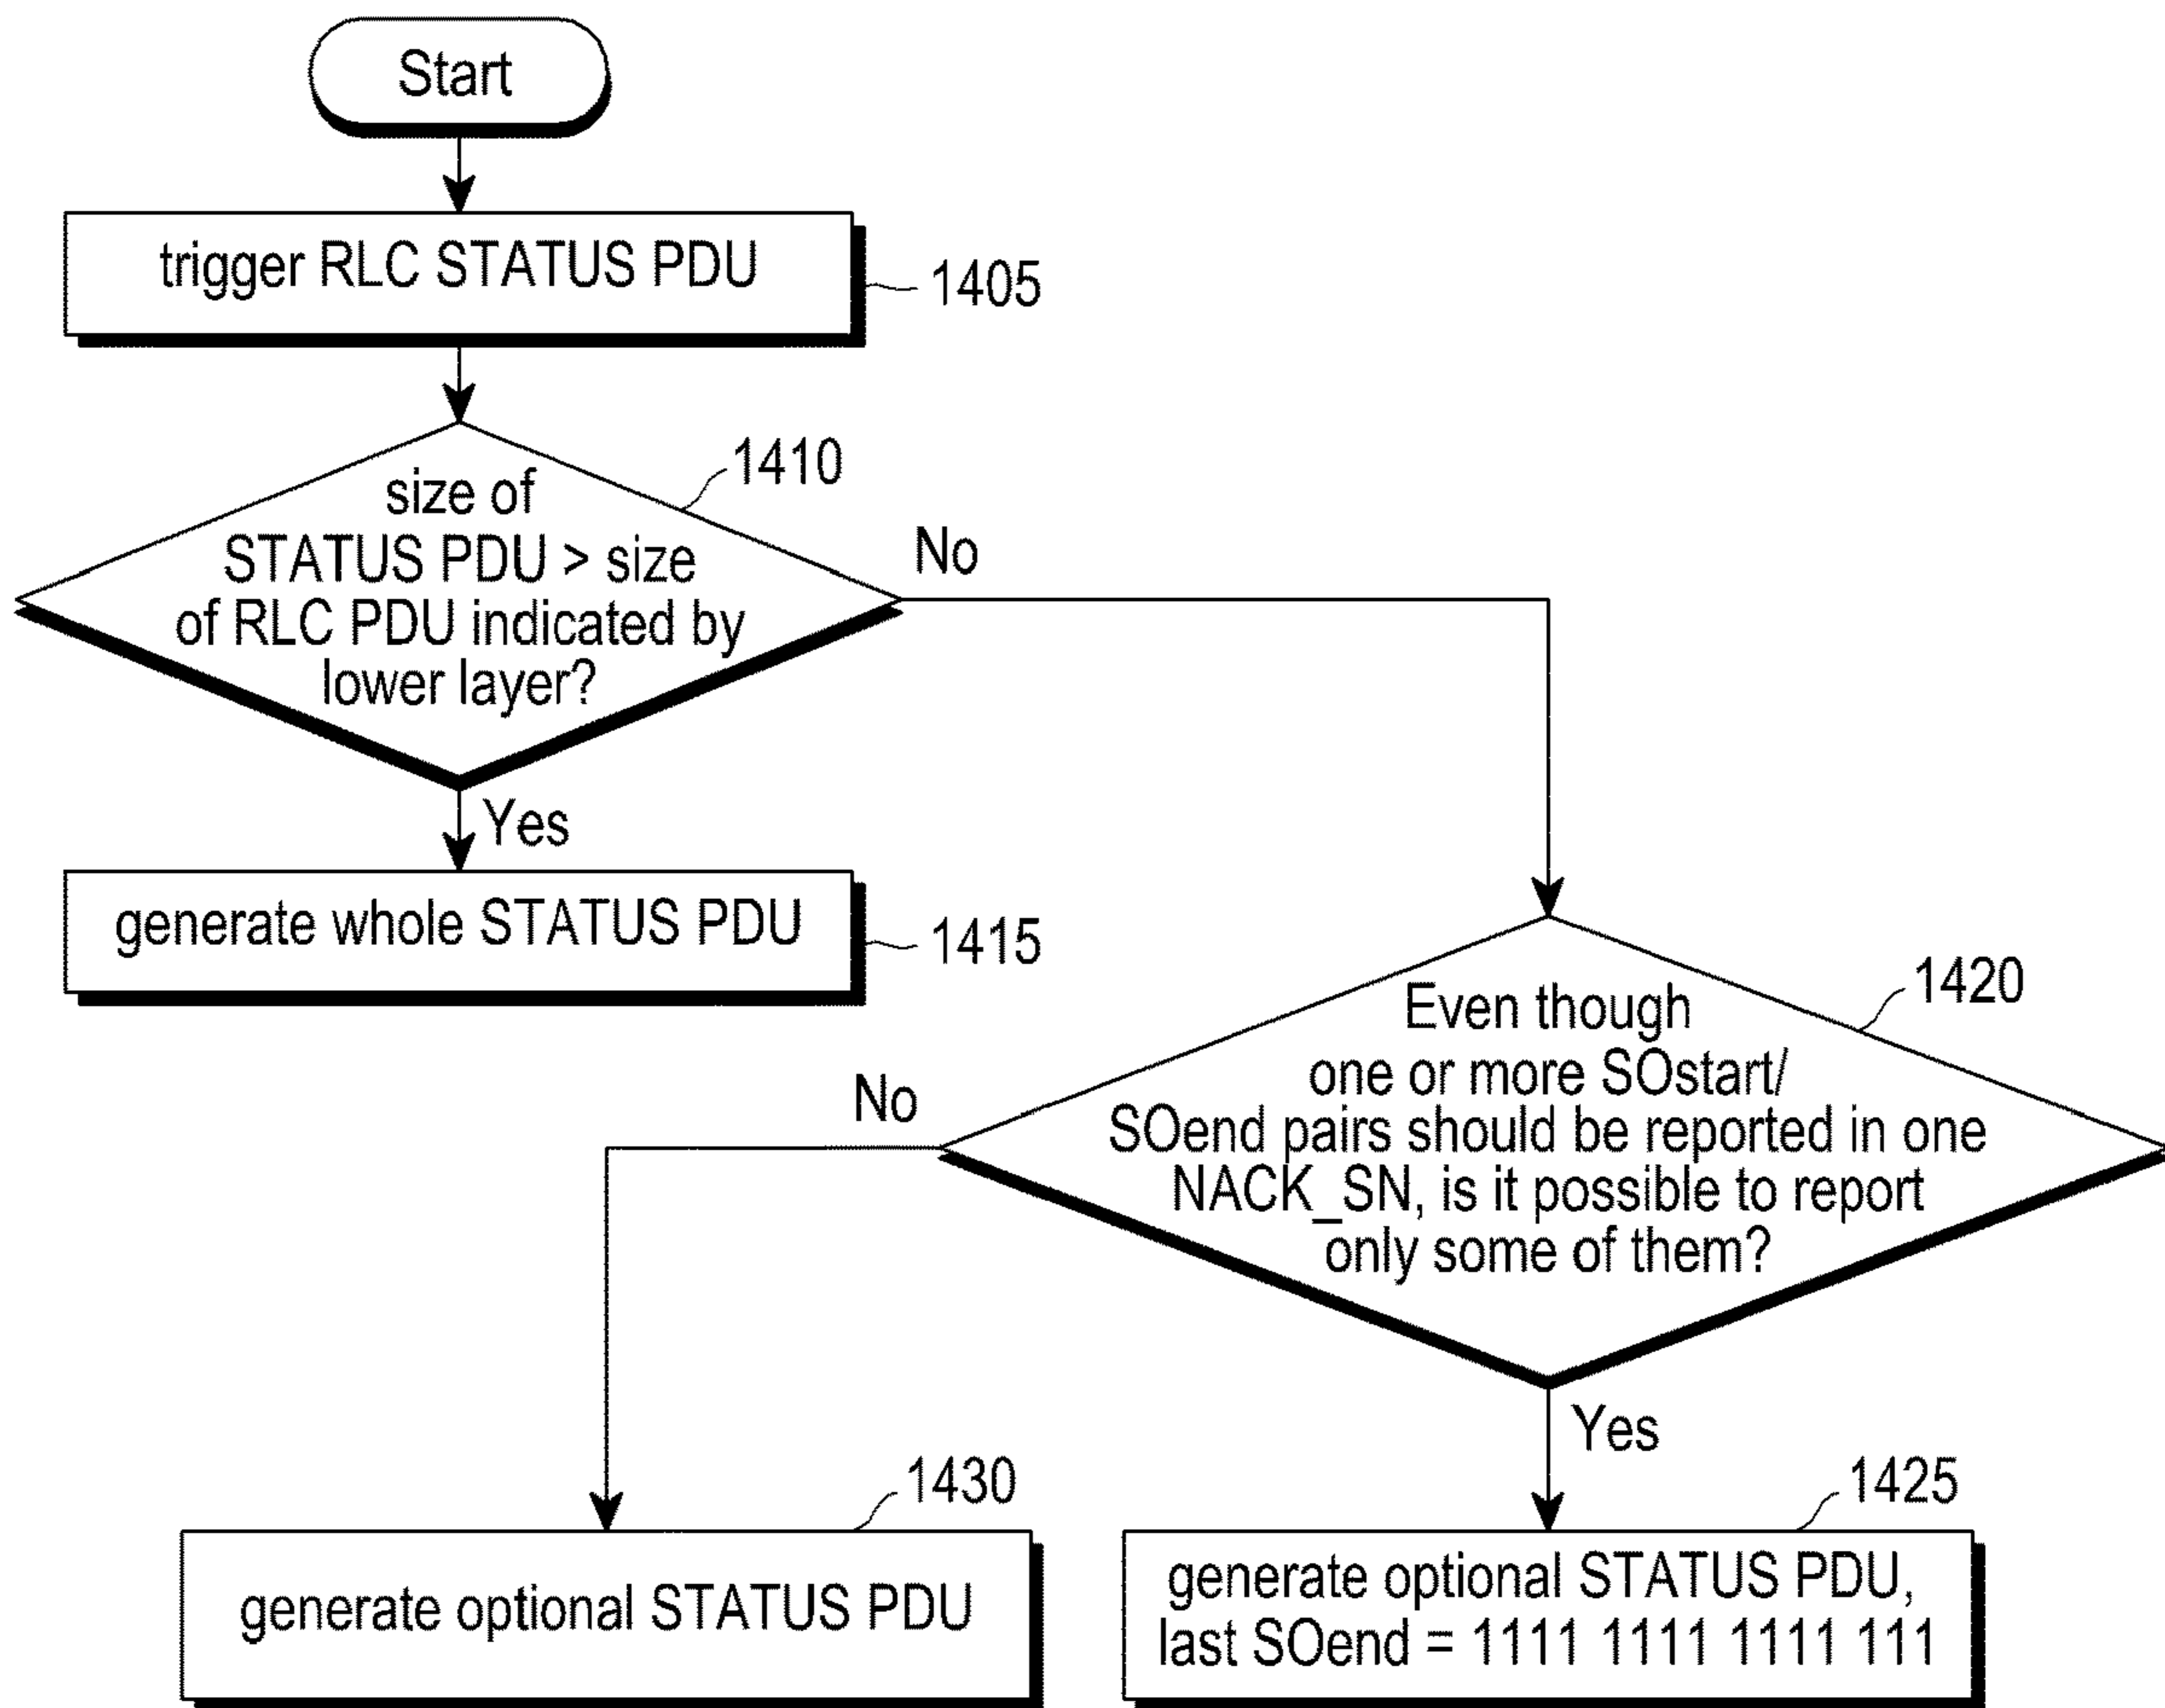 Start
trigger RLC STATUS PDU
1405
1410
size of
STATUS PDU > size
of RLC PDU indicated by
lower layer?
No
Yes
generate whole STATUS PDU
1415
1420
Even though
one or more SOstart/
SOend pairs should be reported in one
NACK_SN, is it possible to report
only some of them?
No
Yes
1430
generate optional STATUS PDU
1425
generate optional STATUS PDU,
last SOend = 1111 1111 1111 111